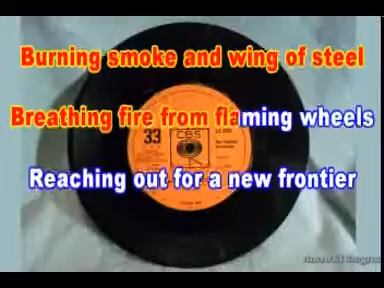 Burning smoke and wing of steel
Breathing fire from flaming wheels
33
CBS
Reaching out for a new frontier